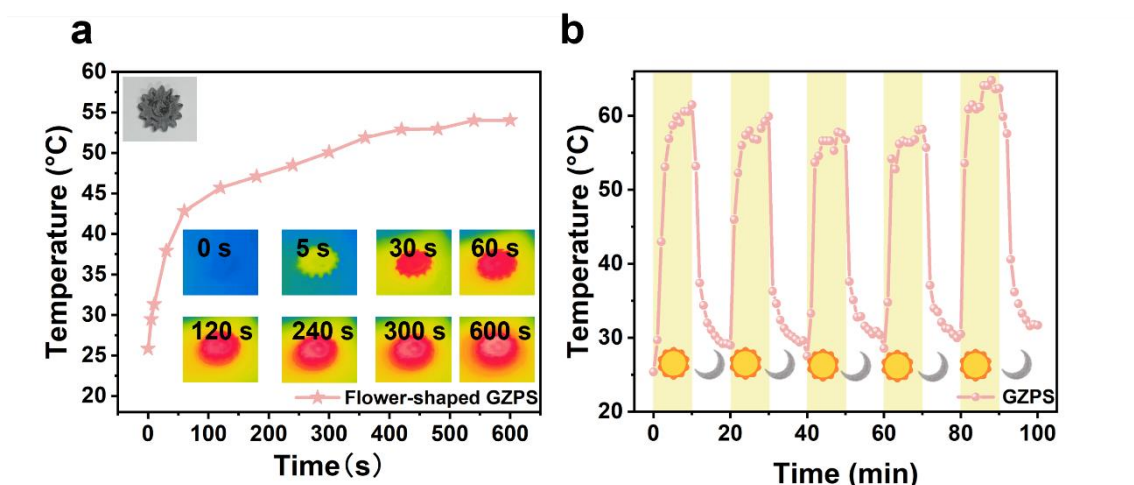 a
60
55
50
45
40
35
30
25
20
Temperature (°C)
0 s
5 s
30 s
60 s
120 s
240 s
300 s
600 s
Flower-shaped GZPS
0 100 200 300 400 500 600
Time(s)
b
60
50
40
30
20
Temperature (°C)
GZPS
0 20 40 60 80 100
Time (min)